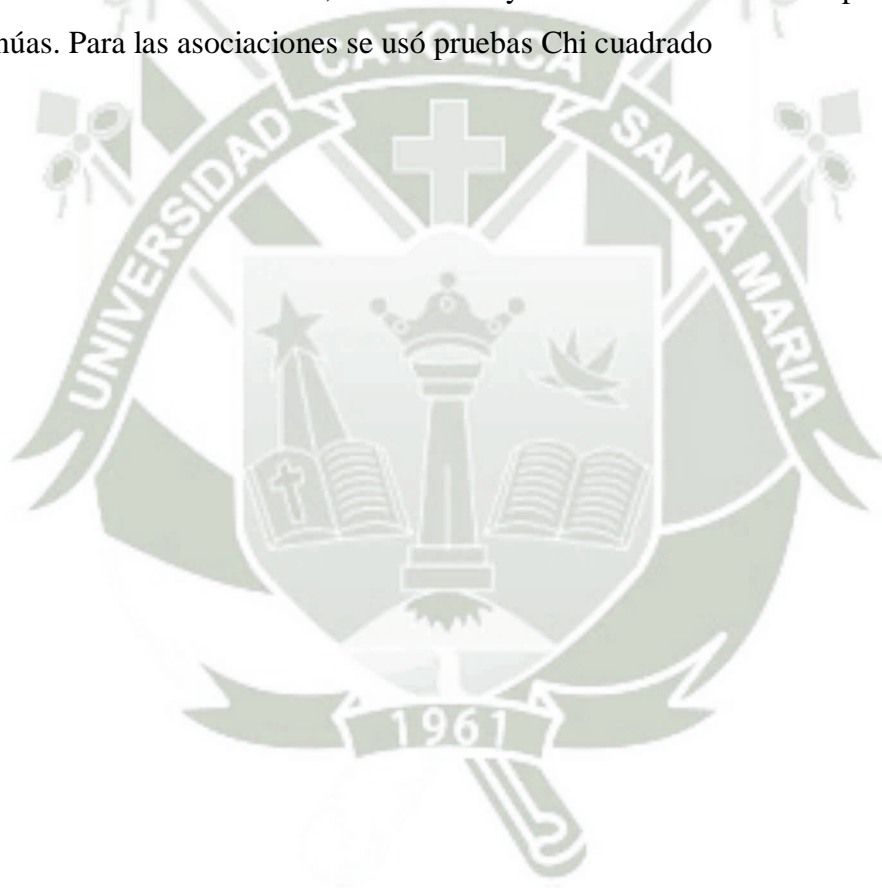 núas. Para las asociaciones se usó pruebas Chi cuadrado
UNIVERSIDAD CATOLICA SANTA MARIA
1961